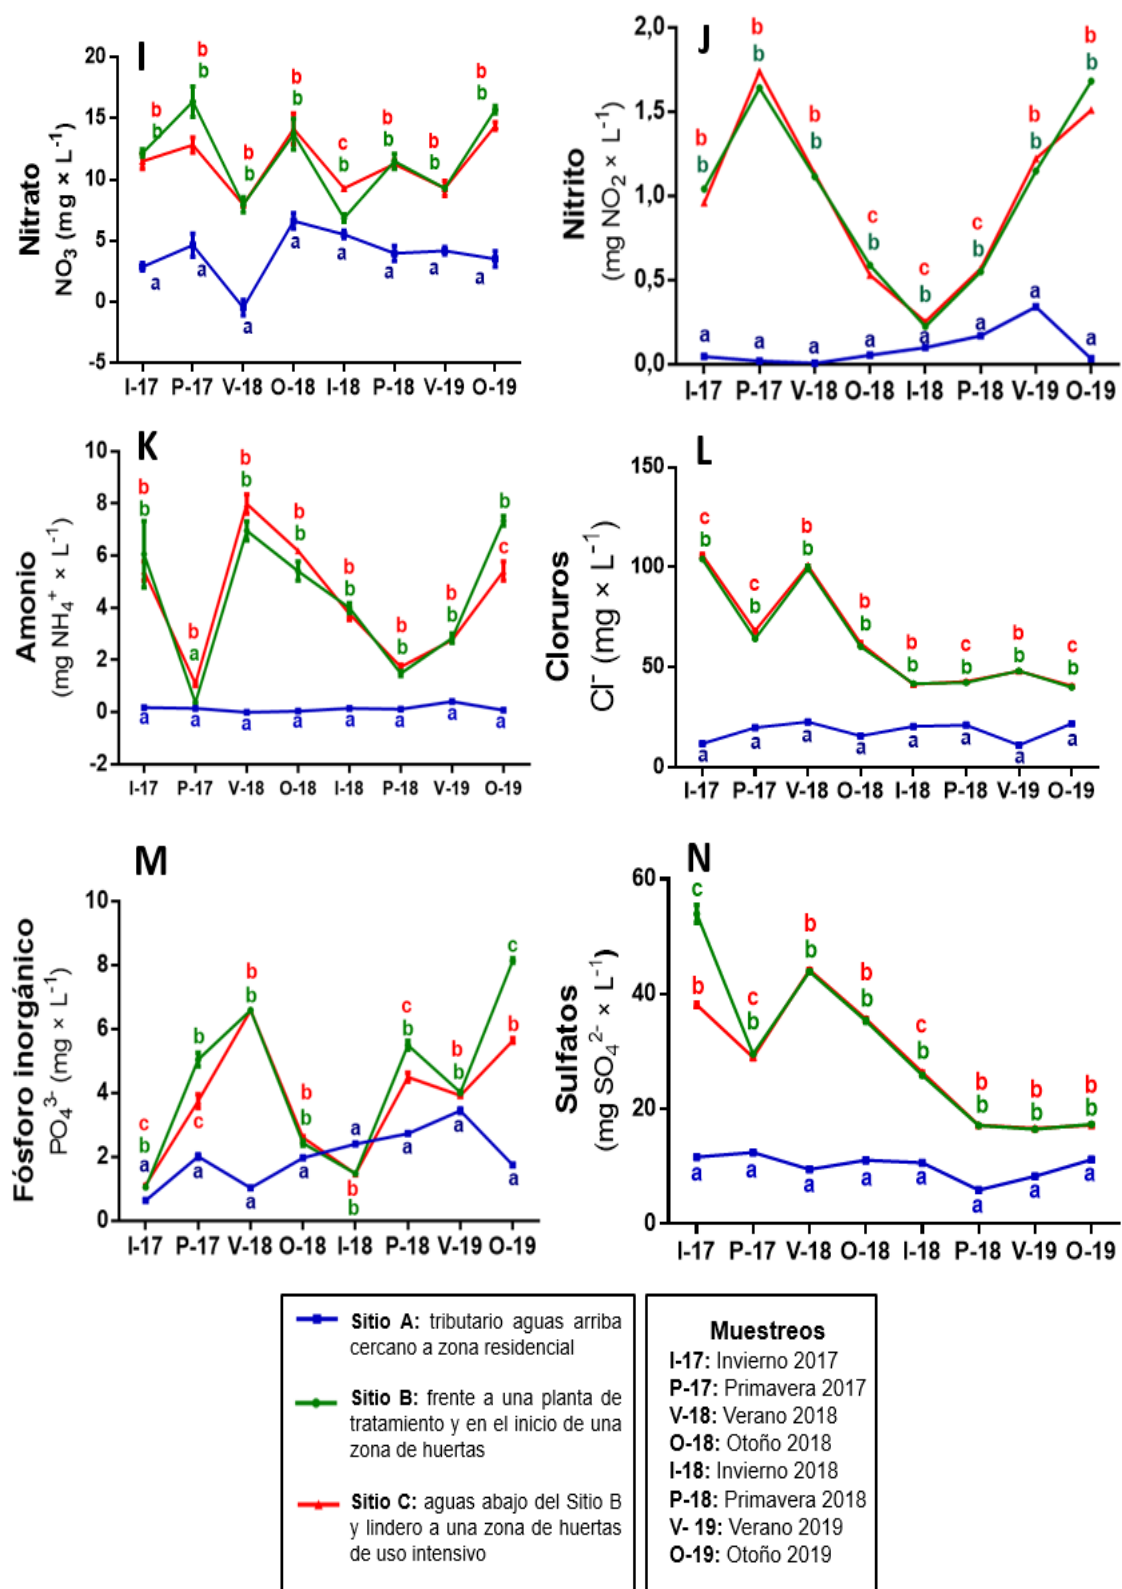 I
Nitrato
NO₃ (mg × L⁻¹)
20
15
10
5
0
-5
b b b b c b b b
b b b b b b b b
a a a a a a a a
I-17 P-17 V-18 O-18 I-18 P-18 V-19 O-19
J
Nitrito
(mg NO₂ × L⁻¹)
2,0
1,5
1,0
0,5
0,0
b b b c c c b b
b b b b b b b b
a a a a a a a a
I-17 P-17 V-18 O-18 I-18 P-18 V-19 O-19
K
Amonio
(mg NH₄⁺ × L⁻¹)
10
8
6
4
2
0
-2
b b b b b b b b
b a b b b b b c
a a a a a a a a
I-17 P-17 V-18 O-18 I-18 P-18 V-19 O-19
L
Cloruros
Cl⁻ (mg × L⁻¹)
150
100
50
0
c c b b b c b c
b b b b b b b b
a a a a a a a a
I-17 P-17 V-18 O-18 I-18 P-18 V-19 O-19
M
Fósforo inorgánico
PO₄³⁻ (mg × L⁻¹)
10
8
6
4
2
0
c b b b a c b c
b c b b b b b b
a a a a b a a a
I-17 P-17 V-18 O-18 I-18 P-18 V-19 O-19
N
Sulfatos
(mg SO₄²⁻ × L⁻¹)
60
40
20
0
c c b b c b b b
b b b b b b b b
a a a a a a a a
I-17 P-17 V-18 O-18 I-18 P-18 V-19 O-19
Sitio A: tributario aguas arriba
cercano a zona residencial
Sitio B: frente a una planta de
tratamiento y en el inicio de una
zona de huertas
Sitio C: aguas abajo del Sitio B
y lindero a una zona de huertas
de uso intensivo
Muestreos
I-17: Invierno 2017
P-17: Primavera 2017
V-18: Verano 2018
O-18: Otoño 2018
I-18: Invierno 2018
P-18: Primavera 2018
V- 19: Verano 2019
O-19: Otoño 2019